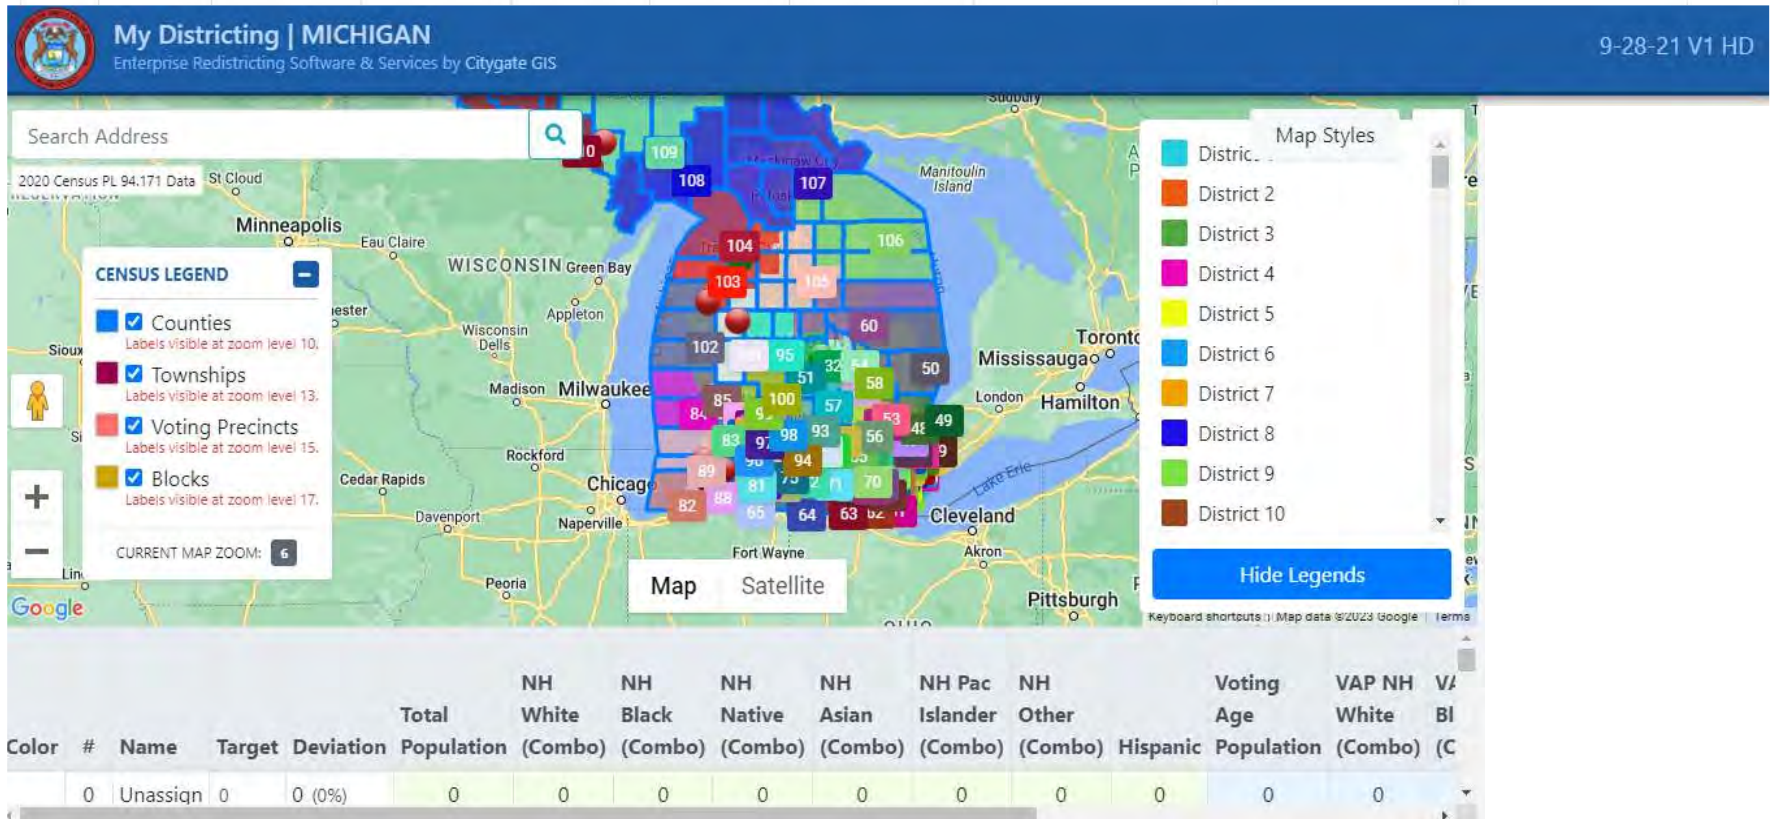 My Districting | MICHIGAN
Enterprise Redistricting Software & Services by Citygate GIS
9-28-21 V1 HD
Search Address
2020 Census PL 94.171 Data
CENSUS LEGEND
Counties
Labels visible at zoom level 10.
Townships
Labels visible at zoom level 13.
Voting Precincts
Labels visible at zoom level 15.
Blocks
Labels visible at zoom level 17.
CURRENT MAP ZOOM: 6
Google
Sudbury
St Cloud
Minneapolis
Eau Claire
WISCONSIN
Green Bay
Appleton
Wisconsin
Dells
Madison
Milwaukee
Rockford
Cedar Rapids
Davenport
Naperville
Peoria
Fort Wayne
Manitoulin
Island
Toronto
Mississauga
Hamilton
London
Lake Erie
Cleveland
Akron
Pittsburgh
109
108
107
104
106
103
105
60
102
95
32
50
51
58
85
100
57
84
53
48
49
83
97
98
93
56
94
89
81
70
82
88
65
64
63
Map
Satellite
Map Styles
District 2
District 3
District 4
District 5
District 6
District 7
District 8
District 9
District 10
Hide Legends
Keyboard shortcuts
Map data ©2023 Google
Terms
Color # Name Target Deviation Total Population NH White (Combo) NH Black (Combo) NH Native (Combo) NH Asian (Combo) NH Pac Islander (Combo) NH Other (Combo) Hispanic Voting Age Population VAP NH White (Combo)
0 Unassign 0 0 (0%) 0 0 0 0 0 0 0 0 0 0